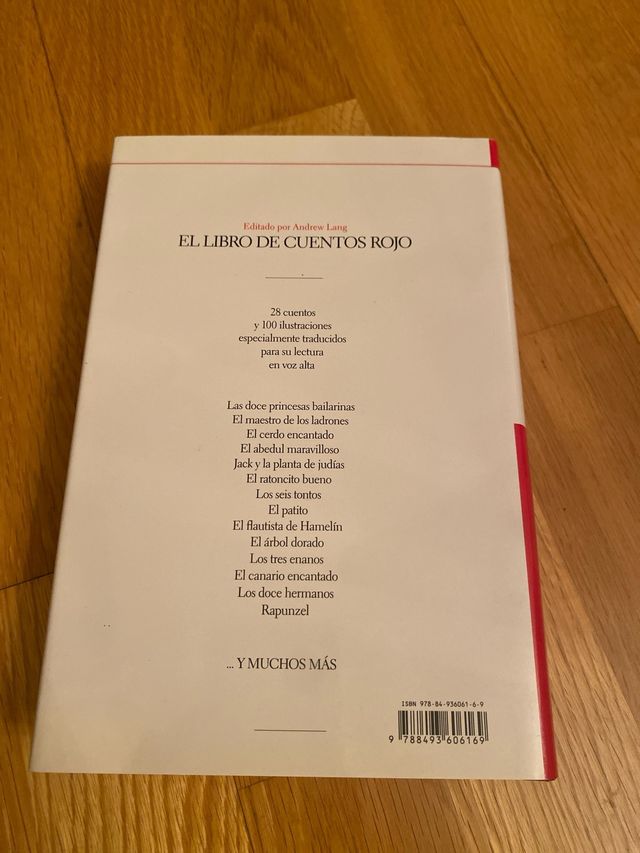 Editado por Andrew Lang
EL LIBRO DE CUENTOS ROJO
28 cuentos
y 100 ilustraciones
especialmente traducidos
para su lectura
en voz alta
Las doce princesas bailarinas
El maestro de los ladrones
El cerdo encantado
El abedul maravilloso
Jack y la planta de judías
El ratoncito bueno
Los seis tontos
El patito
El flautista de Hamelín
El árbol dorado
Los tres enanos
El canario encantado
Los doce hermanos
Rapunzel
... Y MUCHOS MÁS
ISBN 978-84-936061-6-9
9 788493 606169